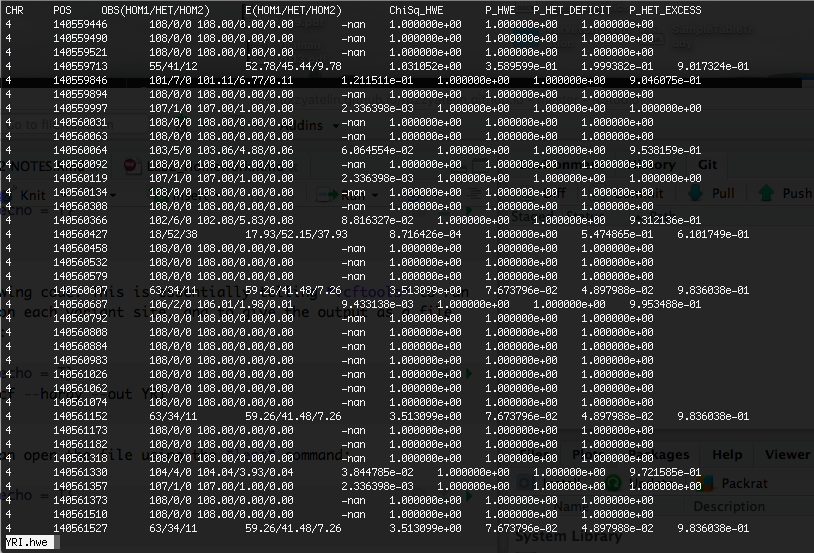 CHR POS OBS(HOM1/HET/HOM2) E(HOM1/HET/HOM2) ChiSq_HWE P_HWE P_HET_DEFICIT P_HET_EXCESS
4 140559446 108/0/0 108.00/0.00/0.00 -nan 1.000000e+00 1.000000e+00 1.000000e+00
4 140559490 108/0/0 108.00/0.00/0.00 -nan 1.000000e+00 1.000000e+00 1.000000e+00
4 140559521 108/0/0 108.00/0.00/0.00 -nan 1.000000e+00 1.000000e+00 1.000000e+00
4 140559713 55/41/12 52.78/45.44/9.78 1.031052e+00 3.589599e-01 1.999382e-01 9.017324e-01
4 140559846 101/7/0 101.11/6.77/0.11 1.211511e-01 1.000000e+00 1.000000e+00 9.046075e-01
4 140559894 108/0/0 108.00/0.00/0.00 -nan 1.000000e+00 1.000000e+00 1.000000e+00
4 140559997 107/1/0 107.00/1.00/0.00 2.336398e-03 1.000000e+00 1.000000e+00 1.000000e+00
4 140560031 108/0/0 108.00/0.00/0.00 -nan 1.000000e+00 1.000000e+00 1.000000e+00
4 140560063 108/0/0 108.00/0.00/0.00 -nan 1.000000e+00 1.000000e+00 1.000000e+00
4 140560064 103/5/0 103.06/4.88/0.06 6.064554e-02 1.000000e+00 1.000000e+00 9.538159e-01
4 140560092 108/0/0 108.00/0.00/0.00 -nan 1.000000e+00 1.000000e+00 1.000000e+00
4 140560119 107/1/0 107.00/1.00/0.00 2.336398e-03 1.000000e+00 1.000000e+00 1.000000e+00
4 140560134 108/0/0 108.00/0.00/0.00 -nan 1.000000e+00 1.000000e+00 1.000000e+00
4 140560308 108/0/0 108.00/0.00/0.00 -nan 1.000000e+00 1.000000e+00 1.000000e+00
4 140560366 102/6/0 102.08/5.83/0.08 8.816327e-02 1.000000e+00 1.000000e+00 9.312136e-01
4 140560427 18/52/38 17.93/52.15/37.93 8.716426e-04 1.000000e+00 5.474865e-01 6.101749e-01
4 140560458 108/0/0 108.00/0.00/0.00 -nan 1.000000e+00 1.000000e+00 1.000000e+00
4 140560532 108/0/0 108.00/0.00/0.00 -nan 1.000000e+00 1.000000e+00 1.000000e+00
4 140560579 108/0/0 108.00/0.00/0.00 -nan 1.000000e+00 1.000000e+00 1.000000e+00
4 140560607 63/34/11 59.26/41.48/7.26 3.513099e+00 7.673796e-02 4.897988e-02 9.836038e-01
4 140560687 106/2/0 106.01/1.98/0.01 9.433138e-03 1.000000e+00 1.000000e+00 9.953488e-01
4 140560792 108/0/0 108.00/0.00/0.00 -nan 1.000000e+00 1.000000e+00 1.000000e+00
4 140560808 108/0/0 108.00/0.00/0.00 -nan 1.000000e+00 1.000000e+00 1.000000e+00
4 140560884 108/0/0 108.00/0.00/0.00 -nan 1.000000e+00 1.000000e+00 1.000000e+00
4 140560983 108/0/0 108.00/0.00/0.00 -nan 1.000000e+00 1.000000e+00 1.000000e+00
4 140561026 108/0/0 108.00/0.00/0.00 -nan 1.000000e+00 1.000000e+00 1.000000e+00
4 140561062 108/0/0 108.00/0.00/0.00 -nan 1.000000e+00 1.000000e+00 1.000000e+00
4 140561074 108/0/0 108.00/0.00/0.00 -nan 1.000000e+00 1.000000e+00 1.000000e+00
4 140561152 63/34/11 59.26/41.48/7.26 3.513099e+00 7.673796e-02 4.897988e-02 9.836038e-01
4 140561173 108/0/0 108.00/0.00/0.00 -nan 1.000000e+00 1.000000e+00 1.000000e+00
4 140561182 108/0/0 108.00/0.00/0.00 -nan 1.000000e+00 1.000000e+00 1.000000e+00
4 140561318 108/0/0 108.00/0.00/0.00 -nan 1.000000e+00 1.000000e+00 1.000000e+00
4 140561330 104/4/0 104.04/3.93/0.04 3.844785e-02 1.000000e+00 1.000000e+00 9.721585e-01
4 140561357 107/1/0 107.00/1.00/0.00 2.336398e-03 1.000000e+00 1.000000e+00 1.000000e+00
4 140561373 108/0/0 108.00/0.00/0.00 -nan 1.000000e+00 1.000000e+00 1.000000e+00
4 140561510 108/0/0 108.00/0.00/0.00 -nan 1.000000e+00 1.000000e+00 1.000000e+00
4 140561527 63/34/11 59.26/41.48/7.26 3.513099e+00 7.673796e-02 4.897988e-02 9.836038e-01
YRI.hwe
Addins
Git
Knit
Pull
Push
Packages Help Viewer
Packrat
Name Description
System Library